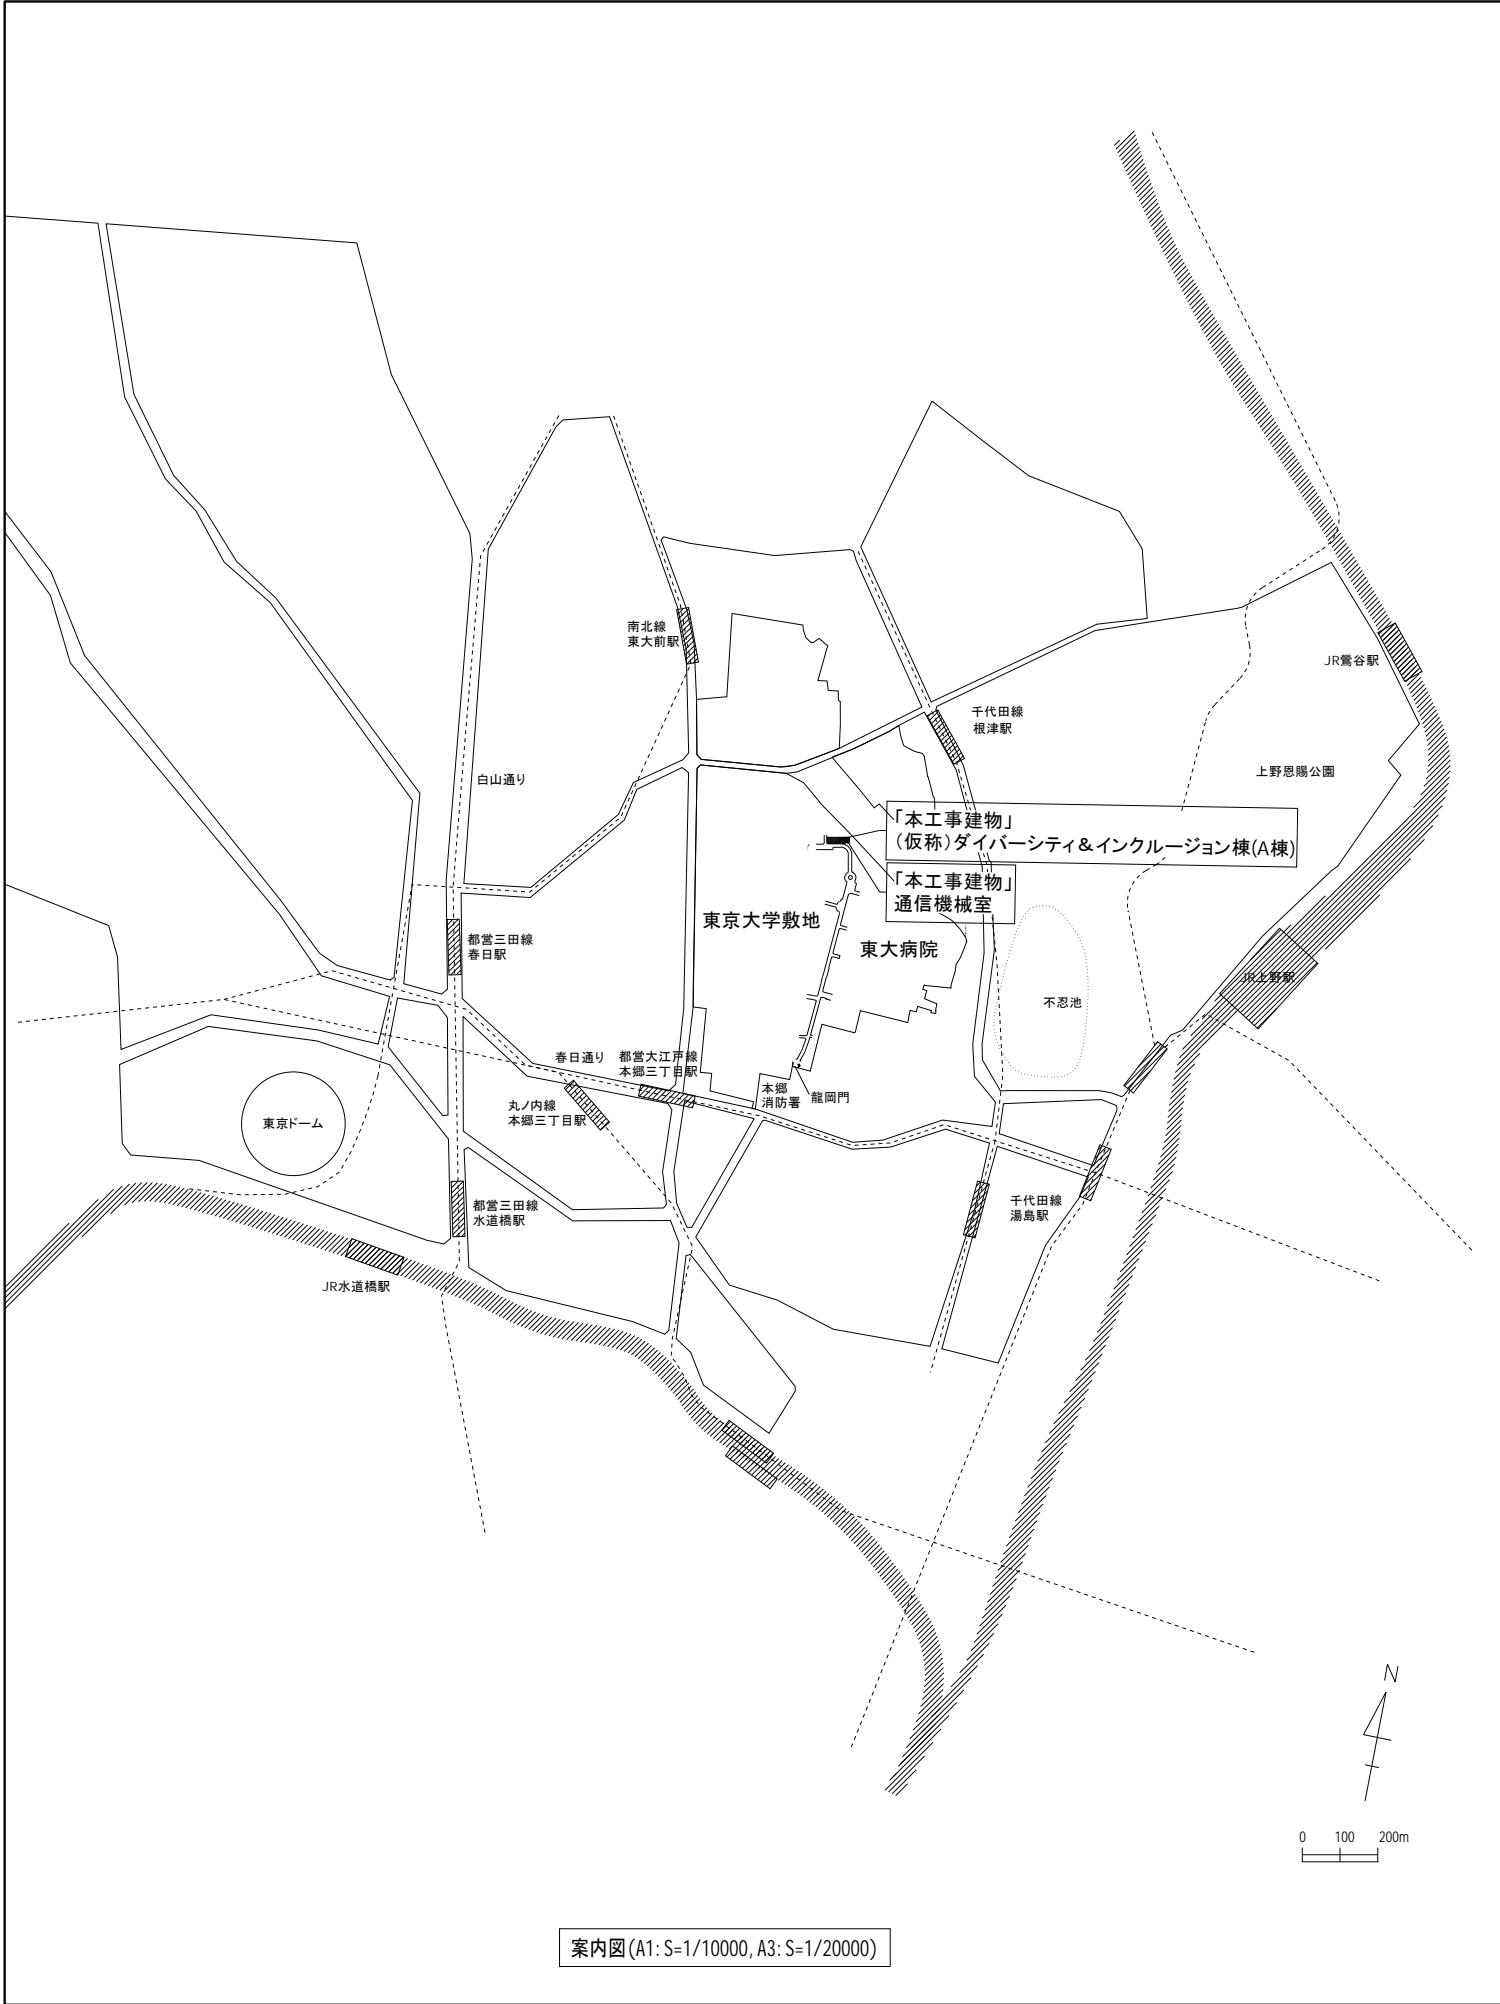 南北線
東大前駅
JR鶯谷駅
千代田線
根津駅
白山通り
上野恩賜公園
「本工事建物」
(仮称)ダイバーシティ&インクルージョン棟(A棟)
「本工事建物」
通信機械室
東京大学敷地
東大病院
都営三田線
春日駅
JR上野駅
不忍池
春日通り
都営大江戸線
本郷三丁目駅
丸ノ内線
本郷三丁目駅
本郷
消防署
龍岡門
東京ドーム
都営三田線
水道橋駅
千代田線
湯島駅
JR水道橋駅
N
0 100 200m
案内図(A1: S=1/10000, A3: S=1/20000)